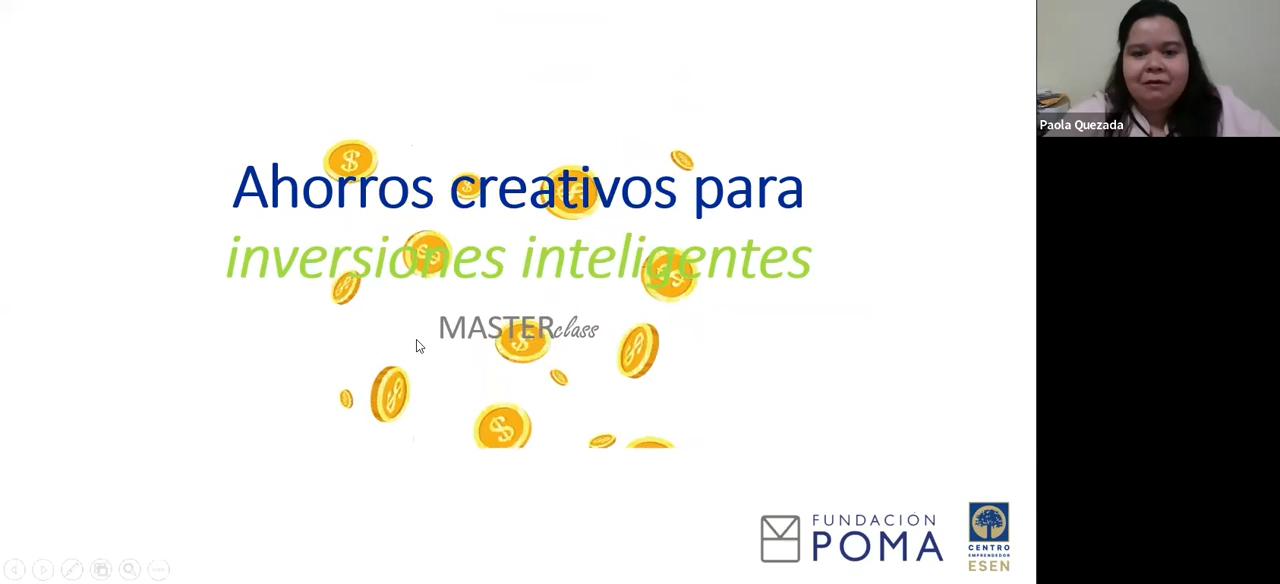 Ahorros creativos para
inversiones inteligentes
MASTERclass
Paola Quezada
FUNDACIÓN
POMA
CENTRO
EMPRENDEDOR
ESEN